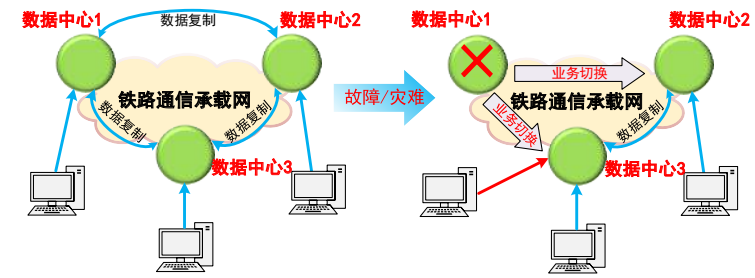 数据中心1
数据复制
数据中心2
铁路通信承载网
数据复制
数据复制
数据中心3
故障/灾难
数据中心1
数据中心2
业务切换
铁路通信承载网
业务切换
数据复制
数据中心3